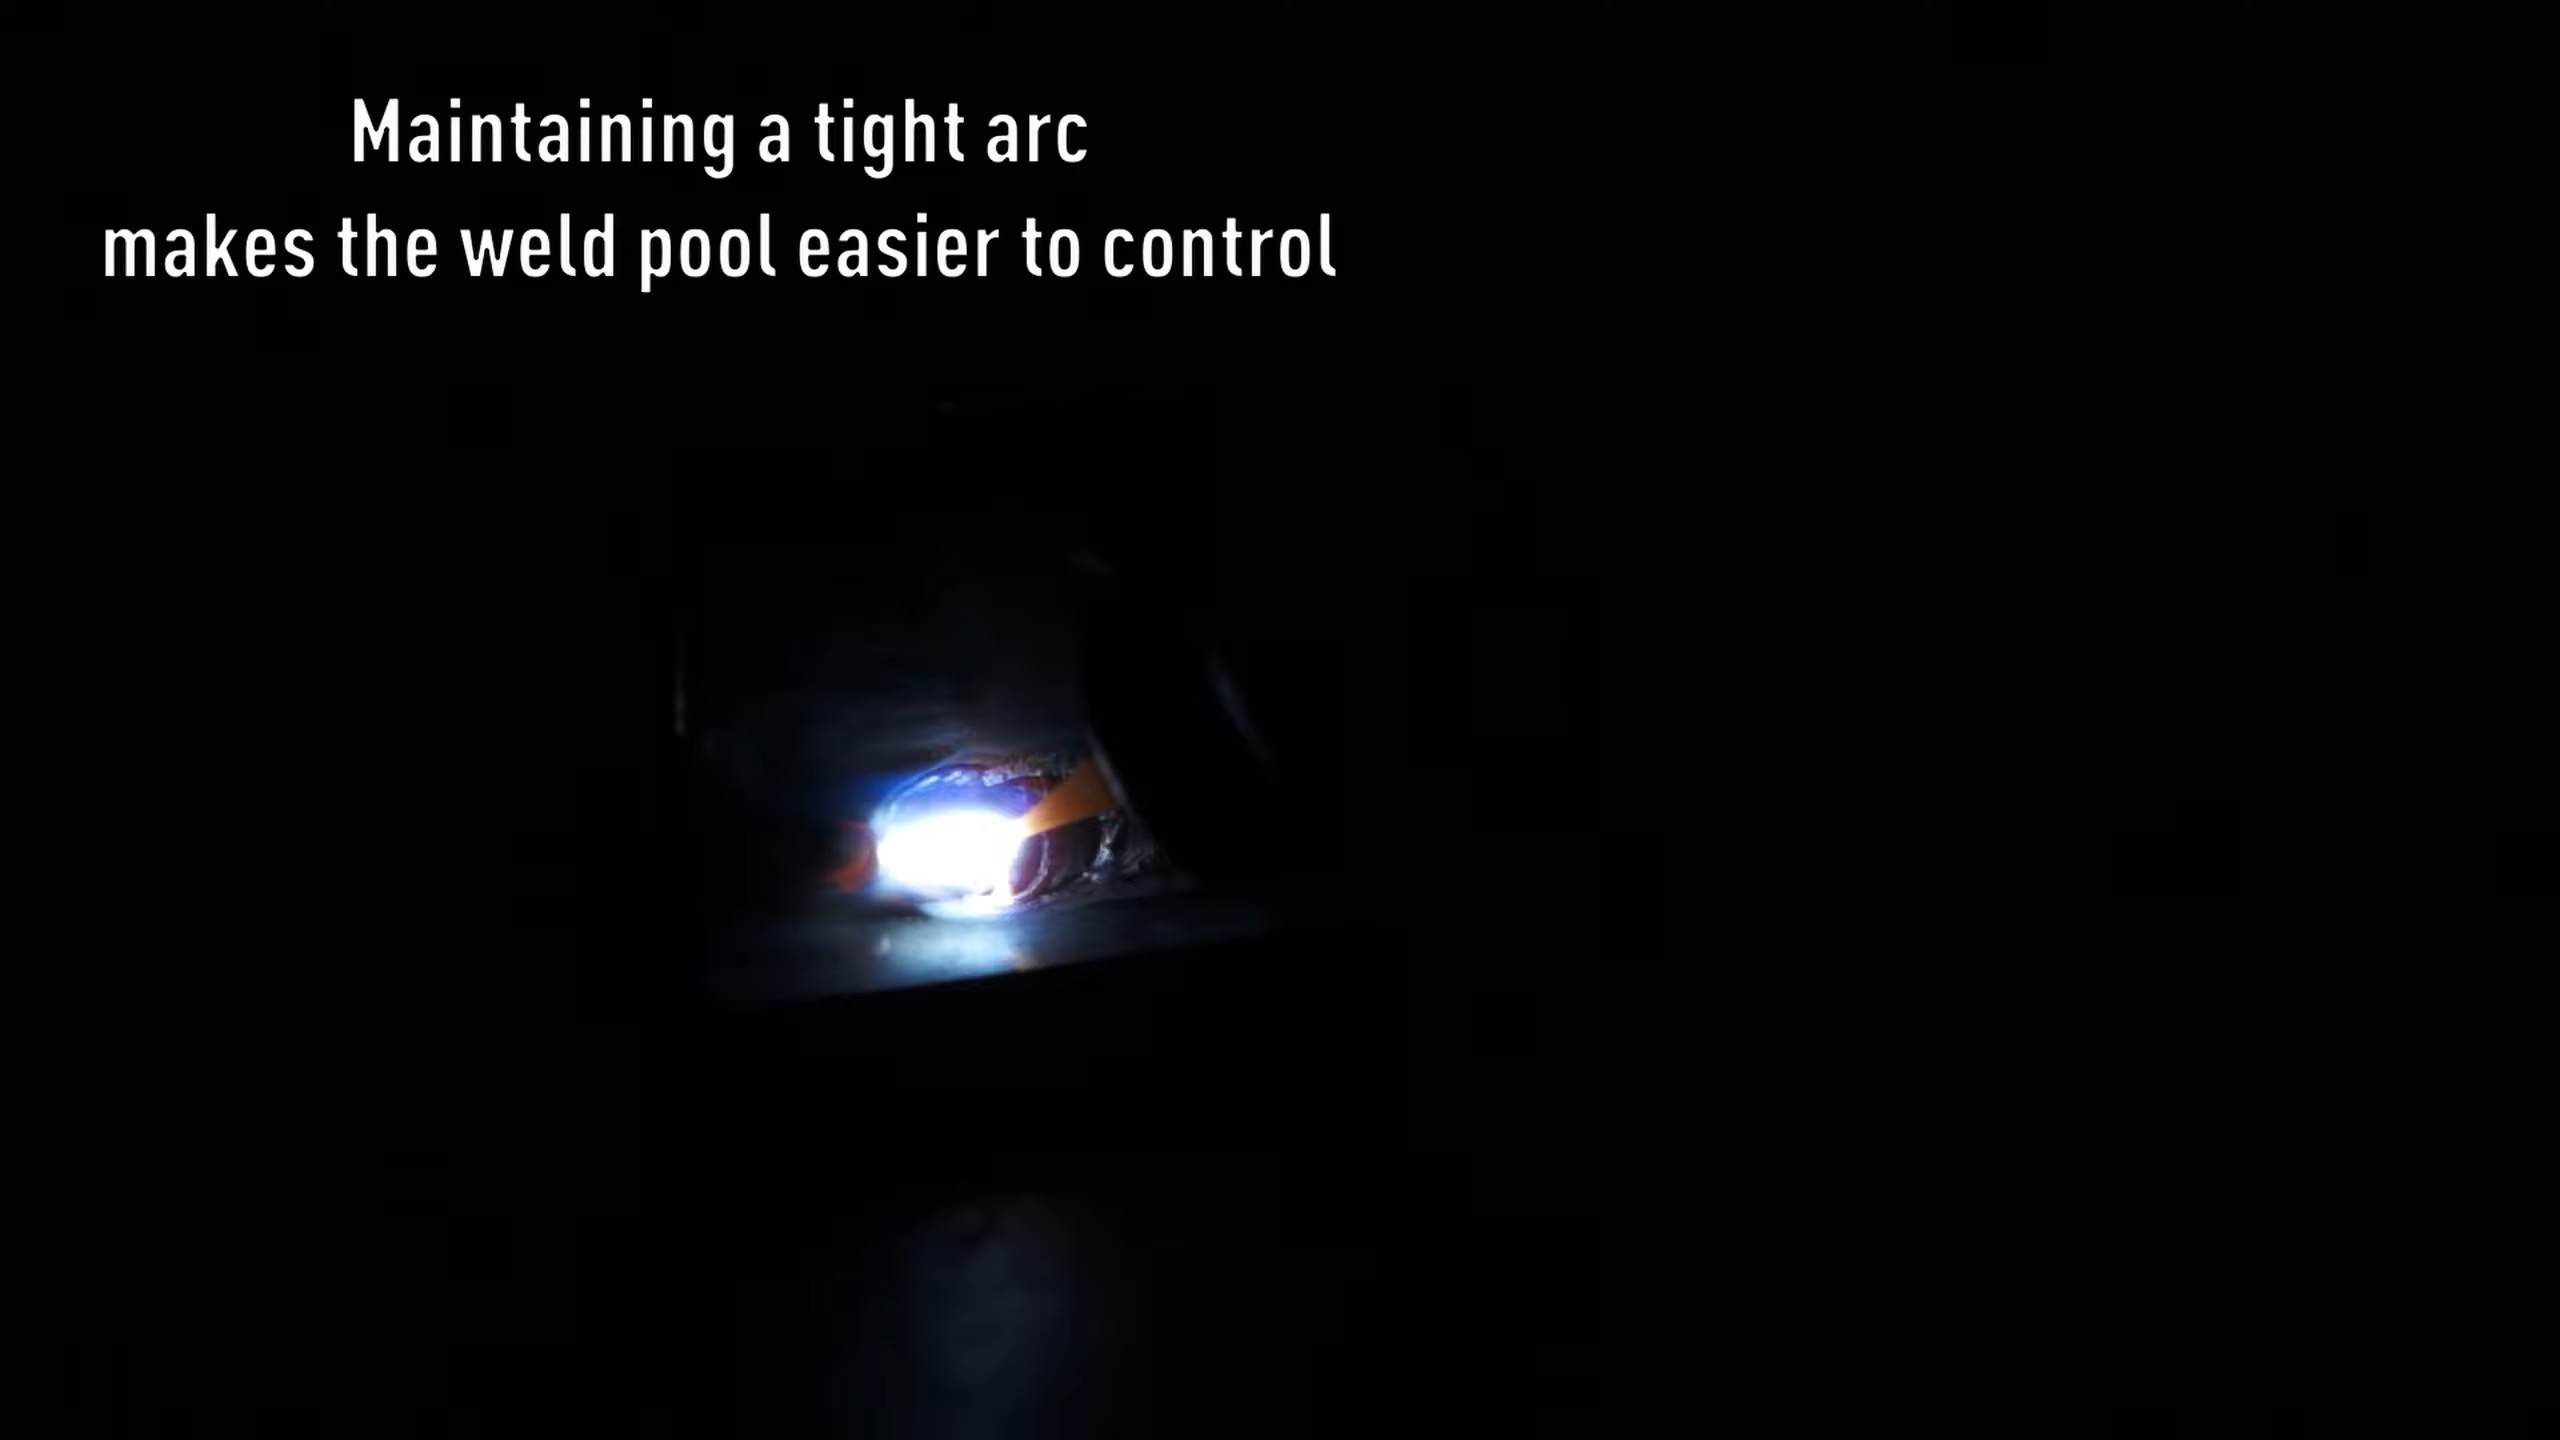 Maintaining a tight arc
makes the weld pool easier to control